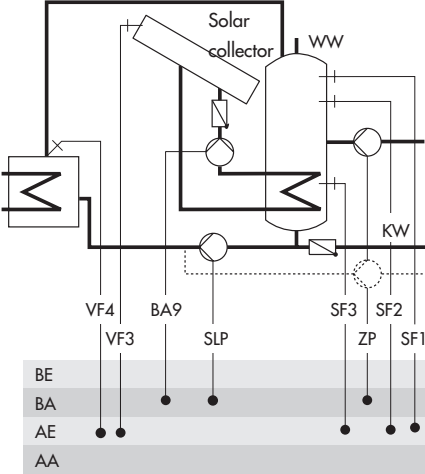 Solar
collector
WW
KW
VF4 BA9 SF3 SF2
VF3 SLP ZP SF1
BE
BA
AE
AA